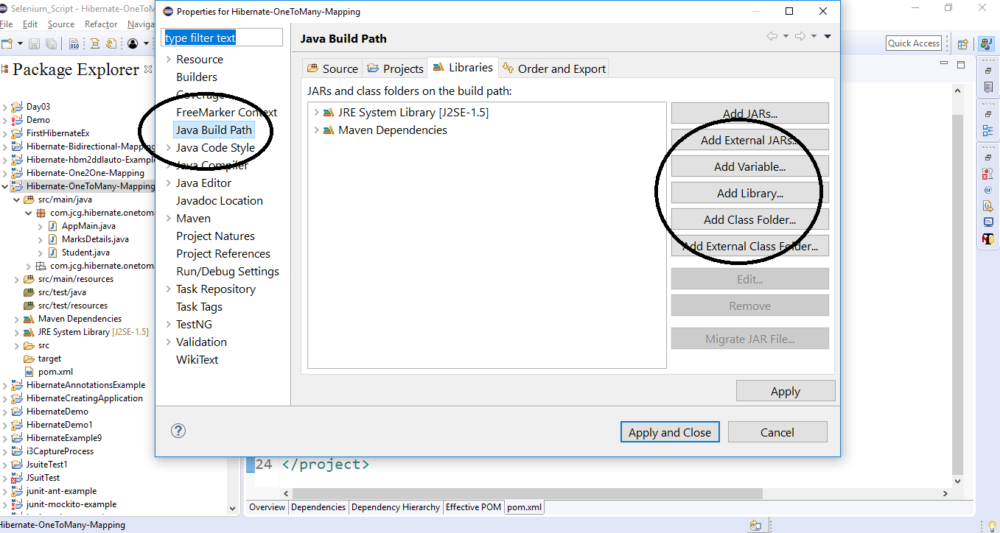 Selenium_Script - OneToM
File Edit Source Refactor Naviga
Quick Access
Package Explorer
Day03
Demo
FirstHibernateEx
Hibernate-Bidirectional-Mapping
Hibernate-hbm2ddlauto-Example
Hibernate-One2One-Mapping
Hibernate-OneToMany-Mapping
src/main/java
com.jcg.hibernate.onetom
AppMain.java
MarksDetails.java
Student.java
com.jcg.hibernate.onetoma
src/main/resources
src/test/java
src/test/resources
Maven Dependencies
JRE System Library [J2SE-1.5]
src
target
pom.xml
HibernateAnnotationsExample
HibernateCreatingApplication
HibernateDemo
HibernateDemo1
HibernateExample9
i3CaptureProcess
JsuiteTest1
JSuitTest
junit-ant-example
junit-mockito-example
Hibernate-OneToMany-Mapping
Properties for Hibernate-OneToMany-Mapping
type filter text
Resource
Builders
Coverage
FreeMarker Context
Java Build Path
Java Code Style
Java Compiler
Java Editor
Javadoc Location
Maven
Project Natures
Project References
Run/Debug Settings
Task Repository
Task Tags
TestNG
Validation
WikiText
Java Build Path
Source Projects Libraries Order and Export
JARs and class folders on the build path:
JRE System Library [J2SE-1.5]
Maven Dependencies
Add JARs...
Add External JARs...
Add Variable...
Add Library...
Add Class Folder...
Add External Class Folder...
Edit...
Remove
Migrate JAR File...
Apply
Apply and Close Cancel
24 </project>
Overview Dependencies Dependency Hierarchy Effective POM pom.xml